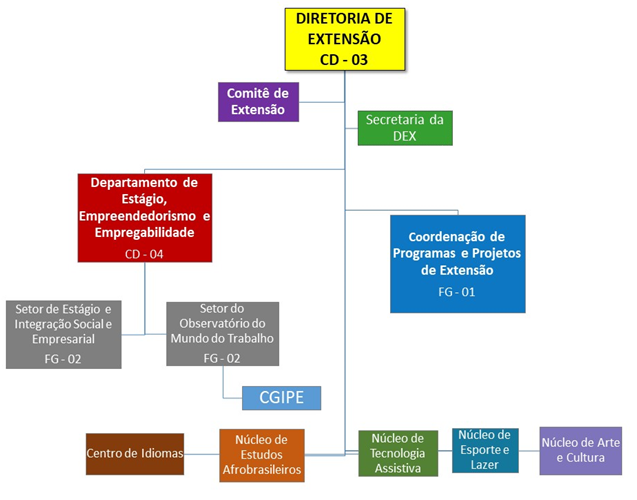 DIRETORIA DE
EXTENSÃO
CD - 03
Comitê de
Extensão
Secretaria da
DEX
Departamento de
Estágio,
Empreendedorismo e
Empregabilidade
CD - 04
Coordenação de
Programas e Projetos
de Extensão
FG - 01
Setor de Estágio e
Integração Social e
Empresarial
FG - 02
Setor do
Observatório do
Mundo do Trabalho
FG - 02
CGIPE
Centro de Idiomas
Núcleo de
Estudos
Afrobrasileiros
Núcleo de
Tecnologia
Assistiva
Núcleo de
Esporte e
Lazer
Núcleo de Arte
e Cultura